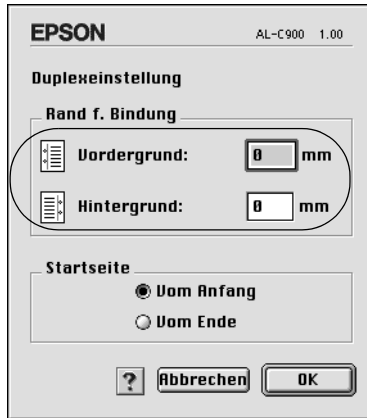 EPSON AL-C900 1.00
Duplexeinstellung
Rand f. Bindung
Vordergrund: 0 mm
Hintergrund: 0 mm
Startseite
Vom Anfang
Vom Ende
? Abbrechen OK